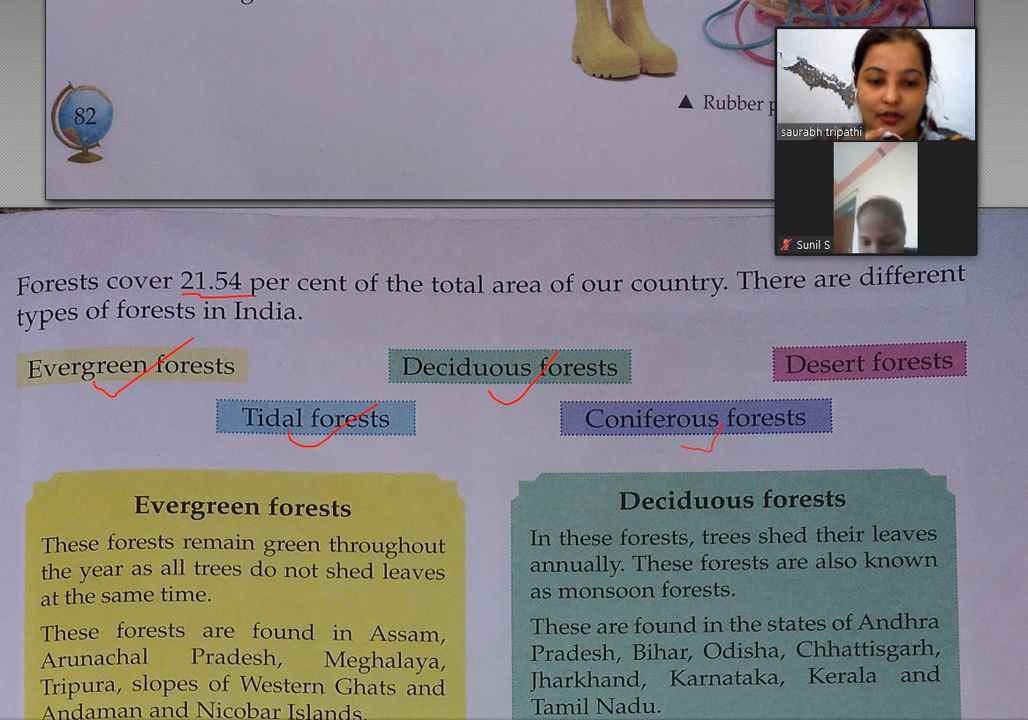 82
▲ Rubber
saurabh tripathi
Sunil S
Forests cover 21.54 per cent of the total area of our country. There are different
types of forests in India.
Evergreen forests
Deciduous forests
Desert forests
Tidal forests
Coniferous forests
Evergreen forests
These forests remain green throughout
the year as all trees do not shed leaves
at the same time.
These forests are found in Assam,
Arunachal Pradesh, Meghalaya,
Tripura, slopes of Western Ghats and
Andaman and Nicobar Islands.
Deciduous forests
In these forests, trees shed their leaves
annually. These forests are also known
as monsoon forests.
These are found in the states of Andhra
Pradesh, Bihar, Odisha, Chhattisgarh,
Jharkhand, Karnataka, Kerala and
Tamil Nadu.